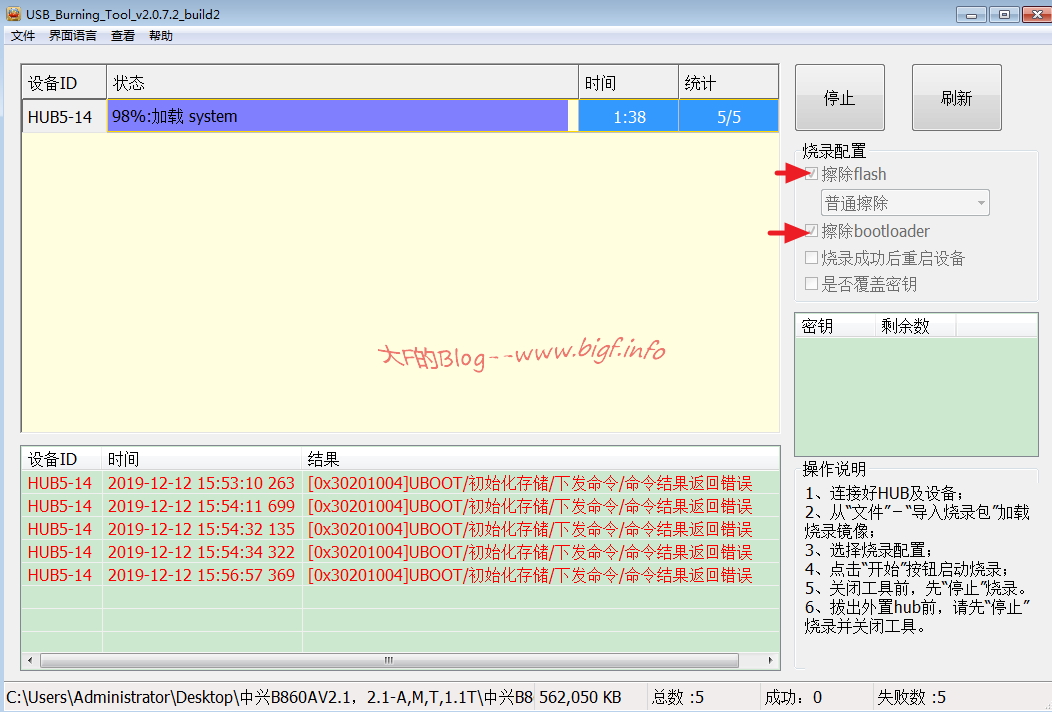 USB_Burning_Tool_v2.0.7.2_build2
文件 界面语言 查看 帮助
设备ID 状态 时间 统计
HUB5-14 98%:加载 system 1:38 5/5
停止 刷新
烧录配置
擦除flash
普通擦除
擦除bootloader
烧录成功后重启设备
是否覆盖密钥
密钥 剩余数
大F的Blog--www.bigf.info
设备ID 时间 结果
HUB5-14 2019-12-12 15:53:10 263 [0x30201004]UBOOT/初始化存储/下发命令/命令结果返回错误
HUB5-14 2019-12-12 15:54:11 699 [0x30201004]UBOOT/初始化存储/下发命令/命令结果返回错误
HUB5-14 2019-12-12 15:54:32 135 [0x30201004]UBOOT/初始化存储/下发命令/命令结果返回错误
HUB5-14 2019-12-12 15:54:34 322 [0x30201004]UBOOT/初始化存储/下发命令/命令结果返回错误
HUB5-14 2019-12-12 15:56:57 369 [0x30201004]UBOOT/初始化存储/下发命令/命令结果返回错误
操作说明
1、连接好HUB及设备;
2、从“文件”－“导入烧录包”加载
烧录镜像;
3、选择烧录配置;
4、点击“开始”按钮启动烧录;
5、关闭工具前，先“停止”烧录。
6、拔出外置hub前，请先“停止”
烧录并关闭工具。
C:\Users\Administrator\Desktop\中兴B860AV2.1，2.1-A,M,T,1.1T\中兴B8 562,050 KB 总数 :5 成功：0 失败数 :5